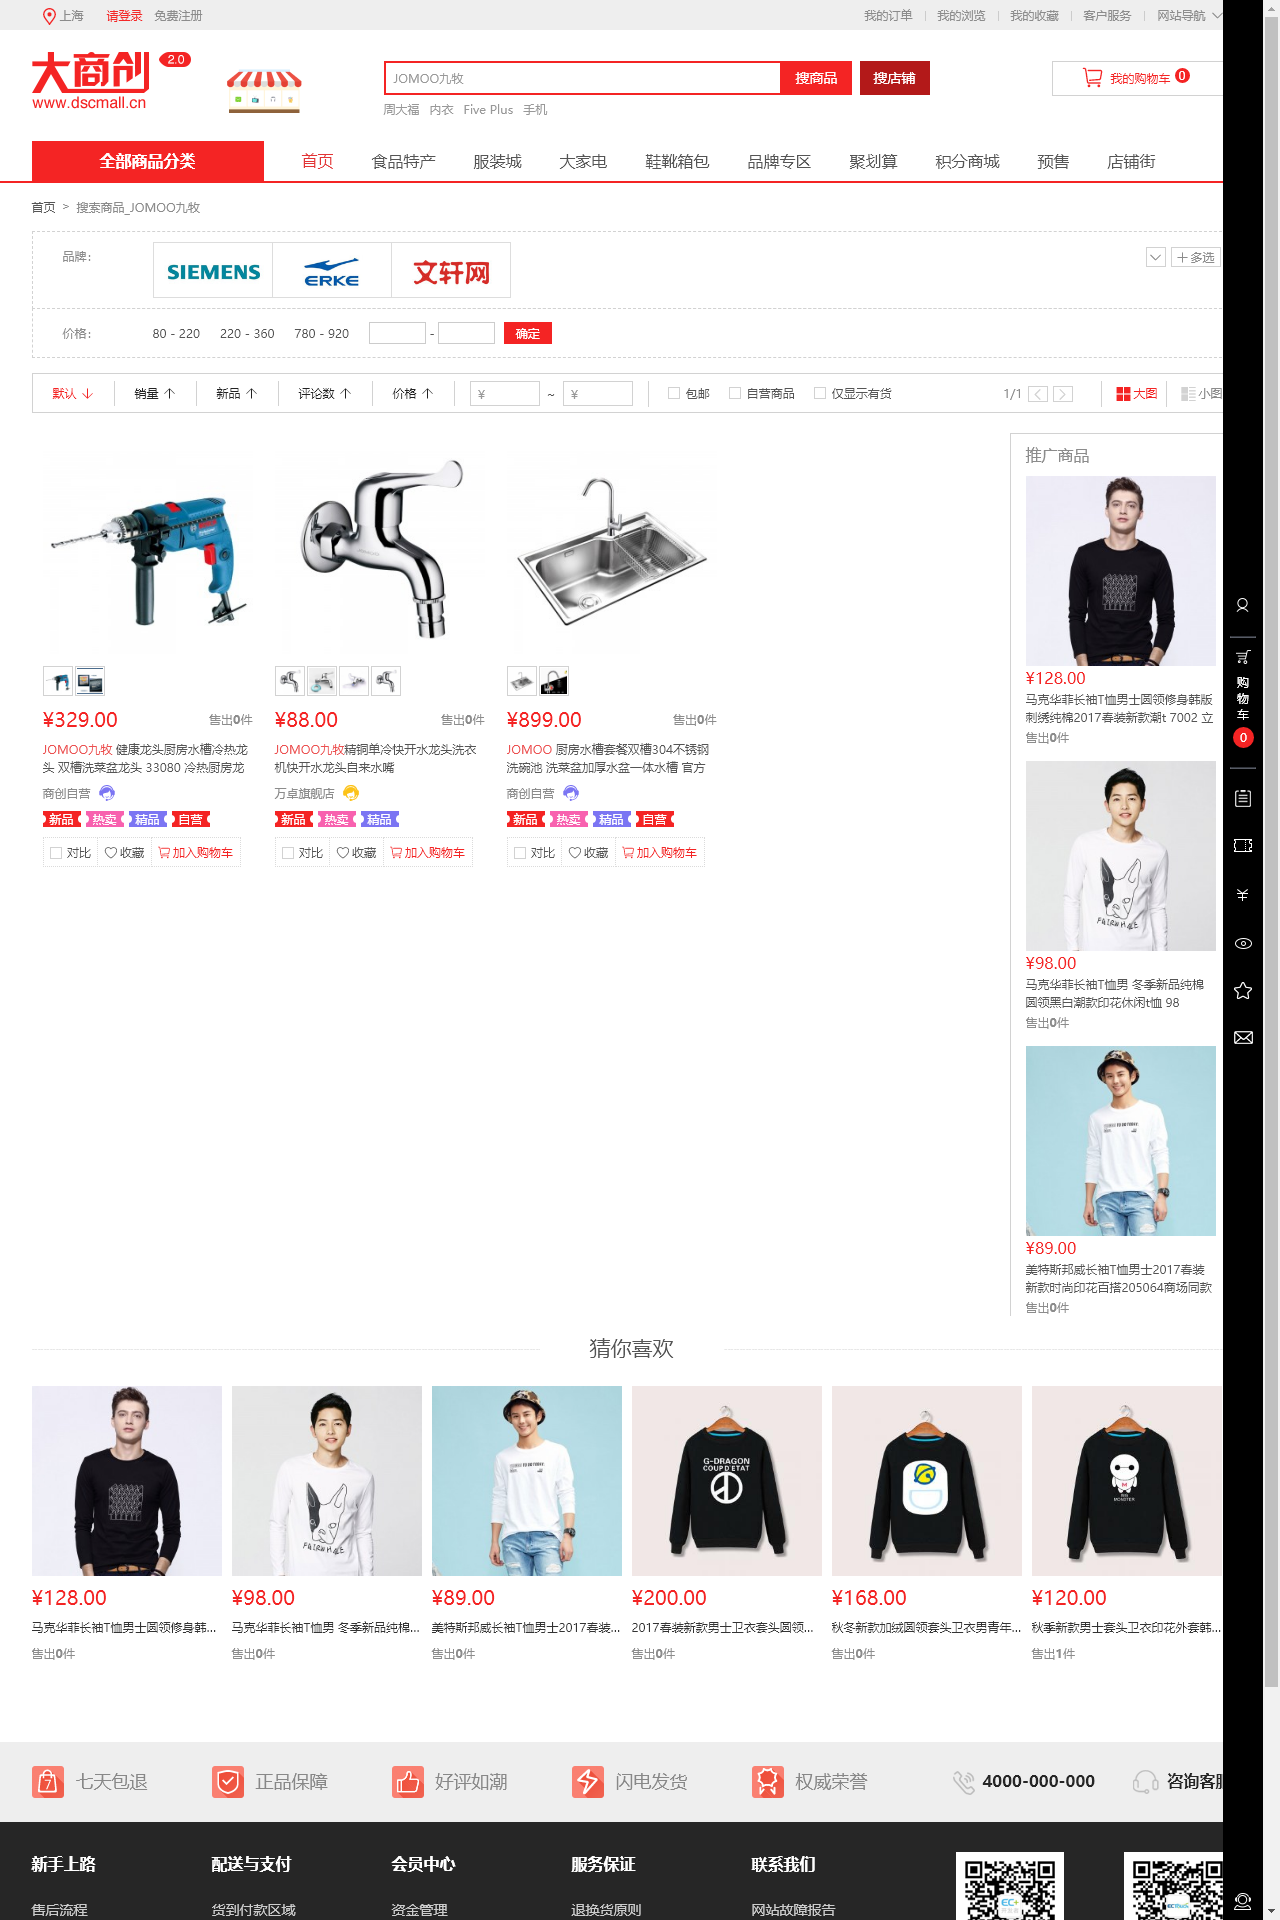 上海 请登录 免费注册 我的订单 我的浏览 我的收藏 客户服务 网站导航
大商创 2.0
www.dscmall.cn
JOMOO九牧 搜商品 搜店铺 我的购物车 0
周大福 内衣 Five Plus 手机
全部商品分类 首页 食品特产 服装城 大家电 鞋靴箱包 品牌专区 聚划算 积分商城 预售 店铺街
首页 > 搜索商品_JOMOO九牧
品牌: SIEMENS ERKE 文轩网 多选
价格: 80 - 220 220 - 360 780 - 920 - 确定
默认 销量 新品 评论数 价格 ¥ ~ ¥ 包邮 自营商品 仅显示有货 1/1 大图 小图
推广商品
¥128.00
马克华菲长袖T恤男士圆领修身韩版
刺绣纯棉2017春装新款潮t 7002 立
售出0件
¥98.00
马克华菲长袖T恤男 冬季新品纯棉
圆领黑白潮款印花休闲t恤 98
售出0件
¥89.00
美特斯邦威长袖T恤男士2017春装
新款时尚印花百搭205064商场同款
售出0件
¥329.00 售出0件
JOMOO九牧 健康龙头厨房水槽冷热龙
头 双槽洗菜盆龙头 33080 冷热厨房龙
商创自营
新品 热卖 精品 自营
对比 收藏 加入购物车
¥88.00 售出0件
JOMOO九牧精铜单冷快开水龙头洗衣
机快开水龙头自来水嘴
万卓旗舰店
新品 热卖 精品
对比 收藏 加入购物车
¥899.00 售出0件
JOMOO 厨房水槽套餐双槽304不锈钢
洗碗池 洗菜盆加厚水盆一体水槽 官方
商创自营
新品 热卖 精品 自营
对比 收藏 加入购物车
购
物
车
0
猜你喜欢
G-DRAGON
COUP D'ETAT
¥128.00 ¥98.00 ¥89.00 ¥200.00 ¥168.00 ¥120.00
马克华菲长袖T恤男士圆领修身韩... 马克华菲长袖T恤男 冬季新品纯棉... 美特斯邦威长袖T恤男士2017春装... 2017春装新款男士卫衣套头圆领... 秋冬新款加绒圆领套头卫衣男青年... 秋季新款男士套头卫衣印花外套韩...
售出0件 售出0件 售出0件 售出0件 售出0件 售出1件
七天包退 正品保障 好评如潮 闪电发货 权威荣誉 4000-000-000 咨询客服
新手上路 配送与支付 会员中心 服务保证 联系我们
售后流程 货到付款区域 资金管理 退换货原则 网站故障报告